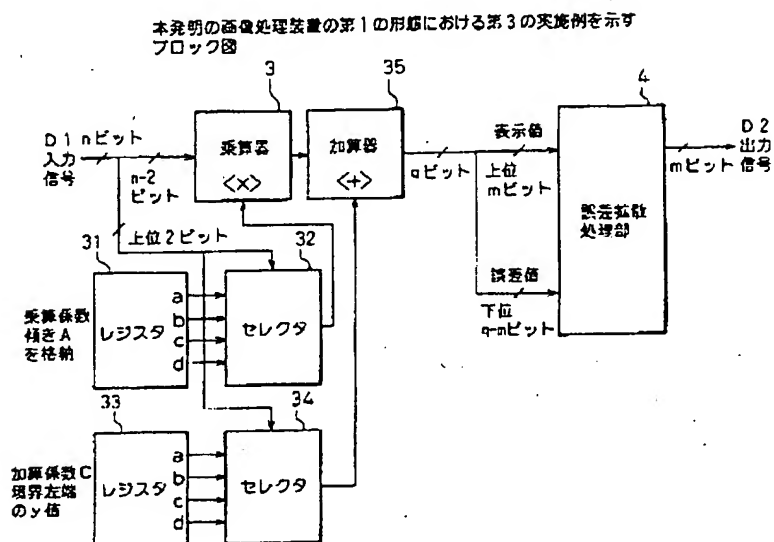 本発明の画像処理装置の第1の形態における第3の実施例を示す
ブロック図
3
35
4
D1 nビット
入力
信号
n-2
ビット
乗算器
<×>
加算器
<+>
qビット
表示値
上位
mビット
誤差拡散
処理部
mビット
D2
出力
信号
上位2ビット
31
32
誤差値
下位
q-mビット
乗算係数
傾きA
を格納
レジスタ
a
b
c
d
セレクタ
33
34
加算係数C
境界左端
のy値
レジスタ
a
b
c
d
セレクタ